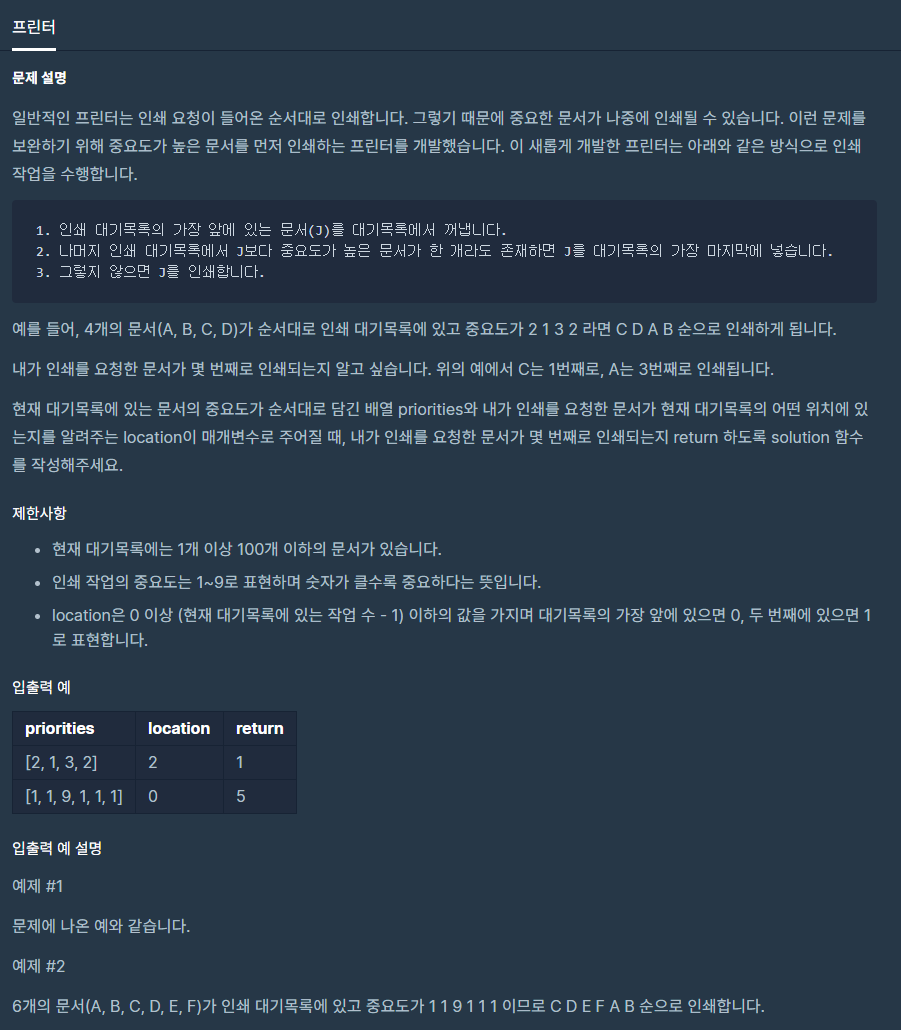 프린터
문제 설명
일반적인 프린터는 인쇄 요청이 들어온 순서대로 인쇄합니다. 그렇기 때문에 중요한 문서가 나중에 인쇄될 수 있습니다. 이런 문제를
보완하기 위해 중요도가 높은 문서를 먼저 인쇄하는 프린터를 개발했습니다. 이 새롭게 개발한 프린터는 아래와 같은 방식으로 인쇄
작업을 수행합니다.
1. 인쇄 대기목록의 가장 앞에 있는 문서(J)를 대기목록에서 꺼냅니다.
2. 나머지 인쇄 대기목록에서 J보다 중요도가 높은 문서가 한 개라도 존재하면 J를 대기목록의 가장 마지막에 넣습니다.
3. 그렇지 않으면 J를 인쇄합니다.
예를 들어, 4개의 문서(A, B, C, D)가 순서대로 인쇄 대기목록에 있고 중요도가 2 1 3 2 라면 C D A B 순으로 인쇄하게 됩니다.
내가 인쇄를 요청한 문서가 몇 번째로 인쇄되는지 알고 싶습니다. 위의 예에서 C는 1번째로, A는 3번째로 인쇄됩니다.
현재 대기목록에 있는 문서의 중요도가 순서대로 담긴 배열 priorities와 내가 인쇄를 요청한 문서가 현재 대기목록의 어떤 위치에 있
는지를 알려주는 location이 매개변수로 주어질 때, 내가 인쇄를 요청한 문서가 몇 번째로 인쇄되는지 return 하도록 solution 함수
를 작성해주세요.
제한사항
• 현재 대기목록에는 1개 이상 100개 이하의 문서가 있습니다.
• 인쇄 작업의 중요도는 1~9로 표현하며 숫자가 클수록 중요하다는 뜻입니다.
• location은 0 이상 (현재 대기목록에 있는 작업 수 - 1) 이하의 값을 가지며 대기목록의 가장 앞에 있으면 0, 두 번째에 있으면 1
로 표현합니다.
입출력 예
priorities location return
[2, 1, 3, 2] 2 1
[1, 1, 9, 1, 1, 1] 0 5
입출력 예 설명
예제 #1
문제에 나온 예와 같습니다.
예제 #2
6개의 문서(A, B, C, D, E, F)가 인쇄 대기목록에 있고 중요도가 1 1 9 1 1 1 이므로 C D E F A B 순으로 인쇄합니다.